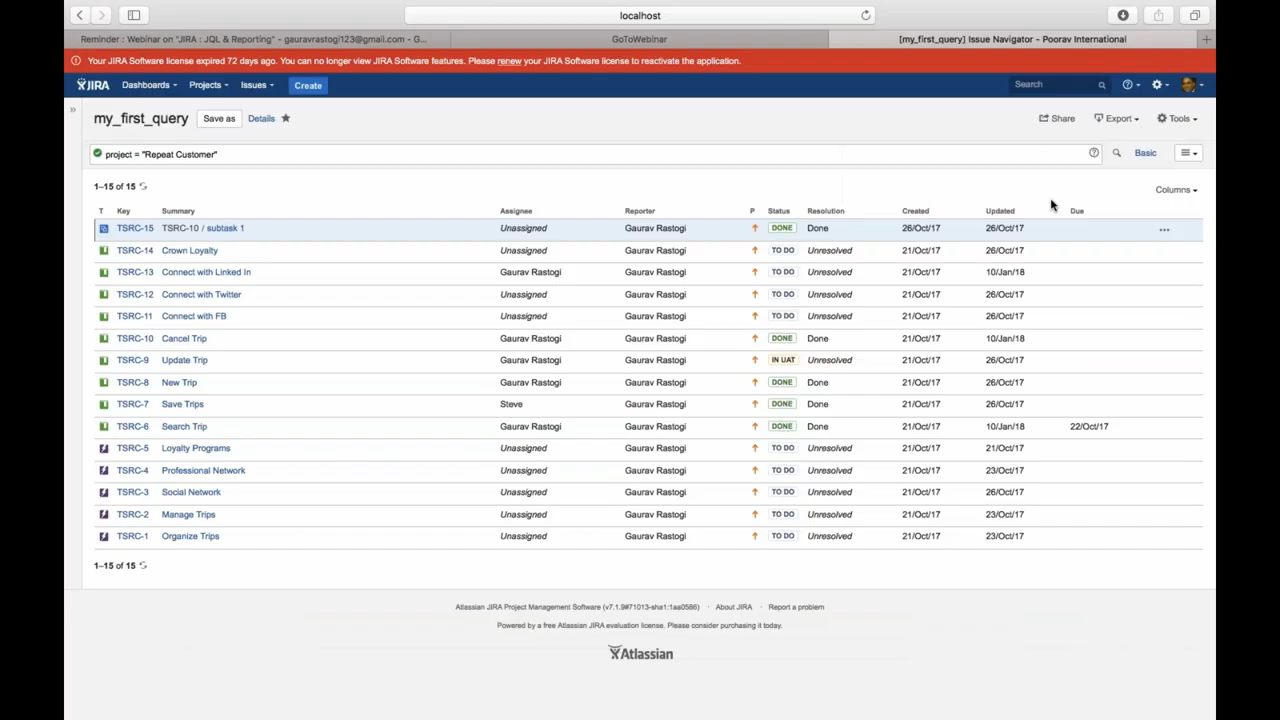 localhost
Reminder : Webinar on "JIRA : JQL & Reporting" - gauravrastogi123@gmail.com - G...
GoToWebinar
[my_first_query] Issue Navigator - Poorav International
Your JIRA Software license expired 72 days ago. You can no longer view JIRA Software features. Please renew your JIRA Software license to reactivate the application.
JIRA Dashboards Projects Issues Create Search
my_first_query Save as Details Share Export Tools
project = "Repeat Customer" Basic
1–15 of 15
Columns
T Key Summary Assignee Reporter P Status Resolution Created Updated Due
TSRC-15 TSRC-10 / subtask 1 Unassigned Gaurav Rastogi DONE Done 26/Oct/17 26/Oct/17
TSRC-14 Crown Loyalty Unassigned Gaurav Rastogi TO DO Unresolved 21/Oct/17 26/Oct/17
TSRC-13 Connect with Linked In Gaurav Rastogi Gaurav Rastogi TO DO Unresolved 21/Oct/17 10/Jan/18
TSRC-12 Connect with Twitter Unassigned Gaurav Rastogi TO DO Unresolved 21/Oct/17 26/Oct/17
TSRC-11 Connect with FB Unassigned Gaurav Rastogi TO DO Unresolved 21/Oct/17 26/Oct/17
TSRC-10 Cancel Trip Gaurav Rastogi Gaurav Rastogi DONE Done 21/Oct/17 10/Jan/18
TSRC-9 Update Trip Gaurav Rastogi Gaurav Rastogi IN UAT Unresolved 21/Oct/17 26/Oct/17
TSRC-8 New Trip Gaurav Rastogi Gaurav Rastogi DONE Done 21/Oct/17 26/Oct/17
TSRC-7 Save Trips Steve Gaurav Rastogi DONE Done 21/Oct/17 26/Oct/17
TSRC-6 Search Trip Gaurav Rastogi Gaurav Rastogi DONE Done 21/Oct/17 10/Jan/18 22/Oct/17
TSRC-5 Loyalty Programs Unassigned Gaurav Rastogi TO DO Unresolved 21/Oct/17 21/Oct/17
TSRC-4 Professional Network Unassigned Gaurav Rastogi TO DO Unresolved 21/Oct/17 23/Oct/17
TSRC-3 Social Network Unassigned Gaurav Rastogi TO DO Unresolved 21/Oct/17 26/Oct/17
TSRC-2 Manage Trips Unassigned Gaurav Rastogi TO DO Unresolved 21/Oct/17 23/Oct/17
TSRC-1 Organize Trips Unassigned Gaurav Rastogi TO DO Unresolved 21/Oct/17 23/Oct/17
1–15 of 15
Atlassian JIRA Project Management Software (v7.1.9#71013-sha1:1aa0586) · About JIRA · Report a problem
Powered by a free Atlassian JIRA evaluation license. Please consider purchasing it today.
Atlassian